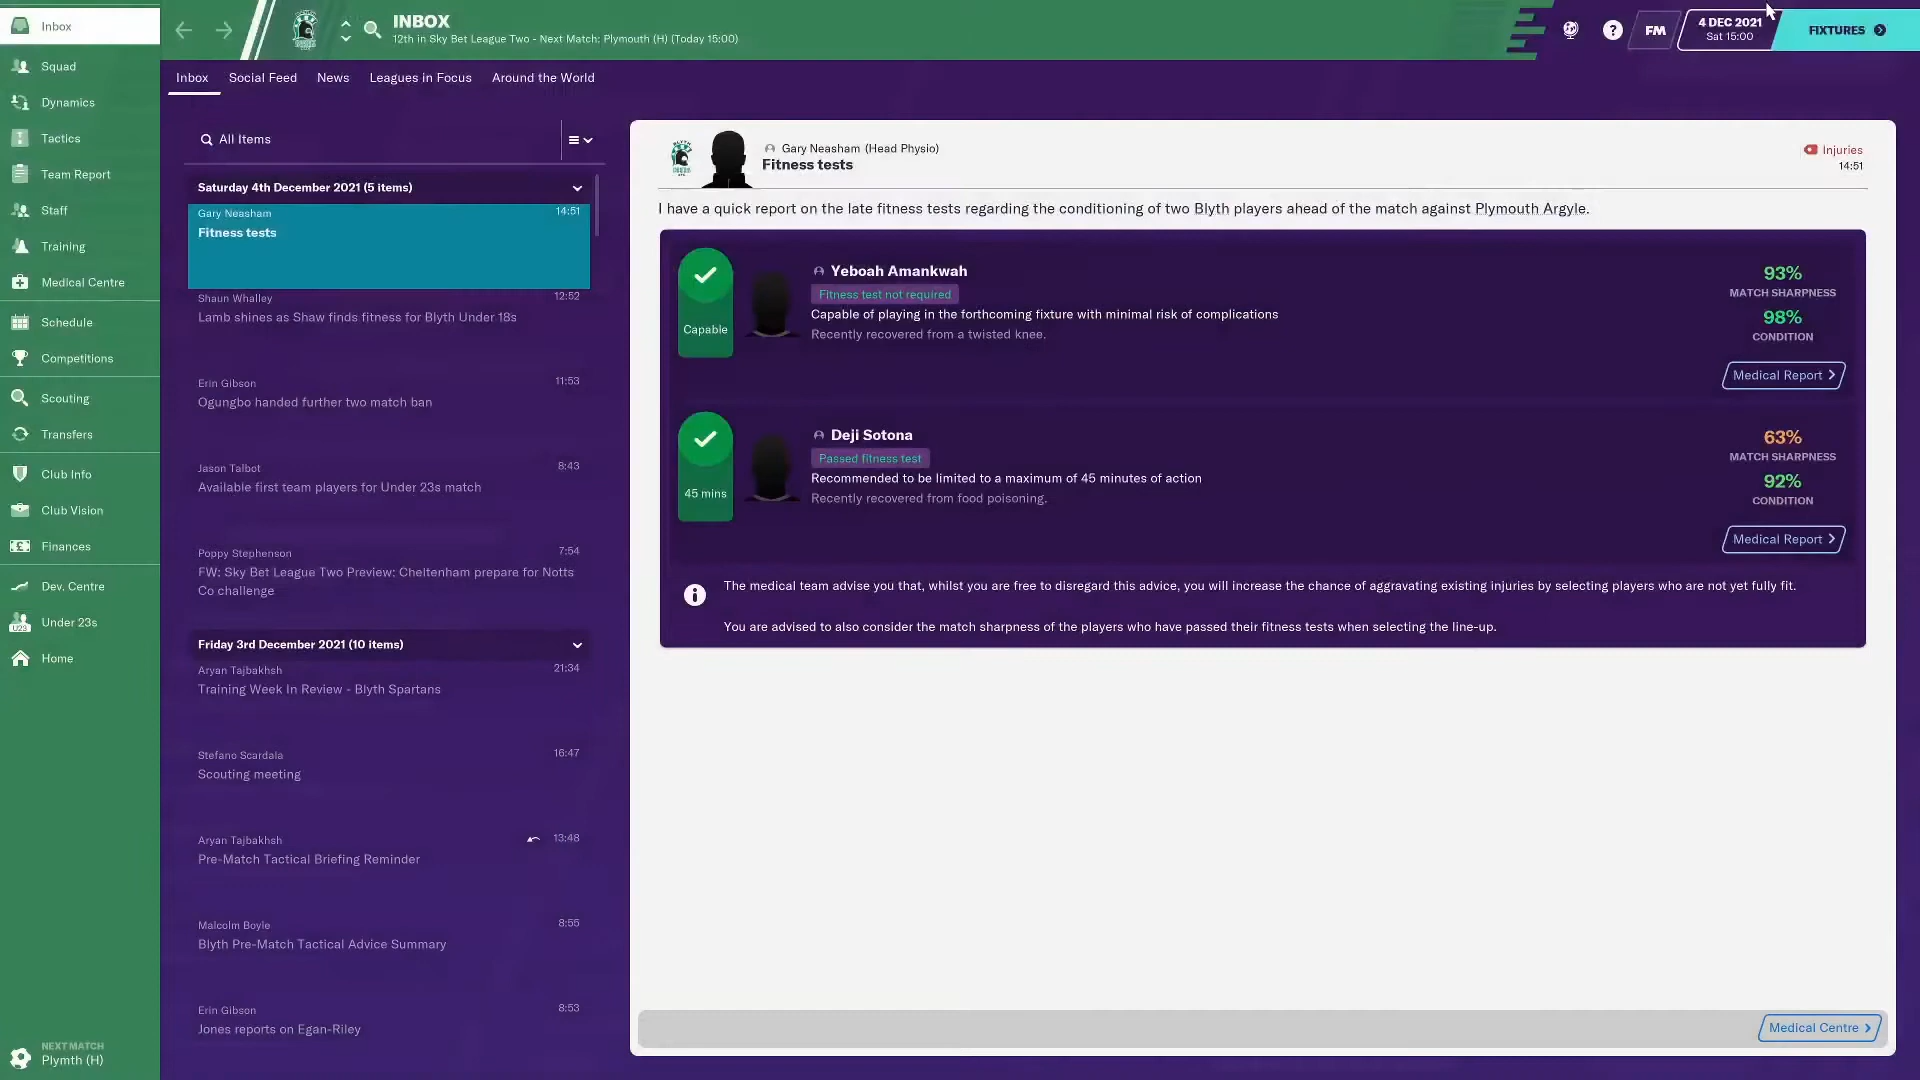 Inbox
Squad
Dynamics
Tactics
Team Report
Staff
Training
Medical Centre
Schedule
Competitions
Scouting
Transfers
Club Info
Club Vision
Finances
Dev. Centre
U23
Under 23s
Home
NEXT MATCH
Plymth (H)
INBOX
12th in Sky Bet League Two - Next Match: Plymouth (H) (Today 15:00)
?
FM
4 DEC 2021
Sat 15:00
FIXTURES
Inbox
Social Feed
News
Leagues in Focus
Around the World
All Items
Saturday 4th December 2021 (5 items)
Gary Neasham 14:51
Fitness tests
Shaun Whalley 12:52
Lamb shines as Shaw finds fitness for Blyth Under 18s
Erin Gibson 11:53
Ogungbo handed further two match ban
Jason Talbot 8:43
Available first team players for Under 23s match
Poppy Stephenson 7:54
FW: Sky Bet League Two Preview: Cheltenham prepare for Notts
Co challenge
Friday 3rd December 2021 (10 items)
Aryan Tajbakhsh 21:34
Training Week In Review - Blyth Spartans
Stefano Scardala 16:47
Scouting meeting
Aryan Tajbakhsh 13:48
Pre-Match Tactical Briefing Reminder
Malcolm Boyle 8:55
Blyth Pre-Match Tactical Advice Summary
Erin Gibson 8:53
Jones reports on Egan-Riley
Gary Neasham (Head Physio)
Fitness tests
Injuries
14:51
I have a quick report on the late fitness tests regarding the conditioning of two Blyth players ahead of the match against Plymouth Argyle.
Capable
Yeboah Amankwah
Fitness test not required
Capable of playing in the forthcoming fixture with minimal risk of complications
Recently recovered from a twisted knee.
93%
MATCH SHARPNESS
98%
CONDITION
Medical Report
45 mins
Deji Sotona
Passed fitness test
Recommended to be limited to a maximum of 45 minutes of action
Recently recovered from food poisoning.
63%
MATCH SHARPNESS
92%
CONDITION
Medical Report
The medical team advise you that, whilst you are free to disregard this advice, you will increase the chance of aggravating existing injuries by selecting players who are not yet fully fit.
You are advised to also consider the match sharpness of the players who have passed their fitness tests when selecting the line-up.
Medical Centre